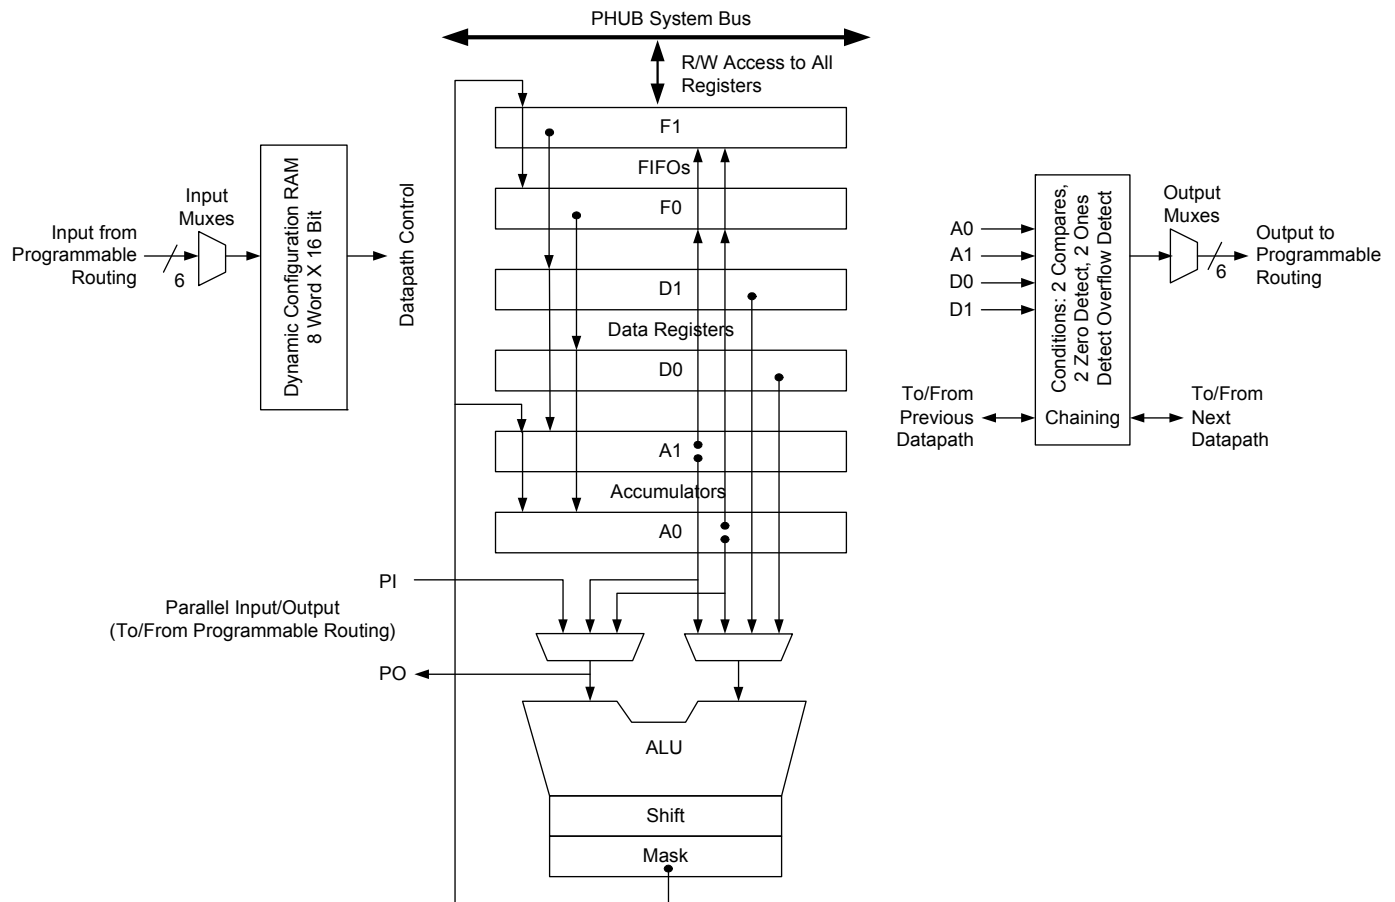 PHUB System Bus
R/W Access to All
Registers
F1
FIFOs
F0
D1
Data Registers
D0
A1
Accumulators
A0
Input from
Programmable
Routing
6
Input
Muxes
Dynamic Configuration RAM
8 Word X 16 Bit
Datapath Control
A0
A1
D0
D1
Conditions: 2 Compares,
2 Zero Detect, 2 Ones
Detect Overflow Detect
Chaining
Output
Muxes
6
Output to
Programmable
Routing
To/From
Previous
Datapath
To/From
Next
Datapath
PI
Parallel Input/Output
(To/From Programmable Routing)
PO
ALU
Shift
Mask